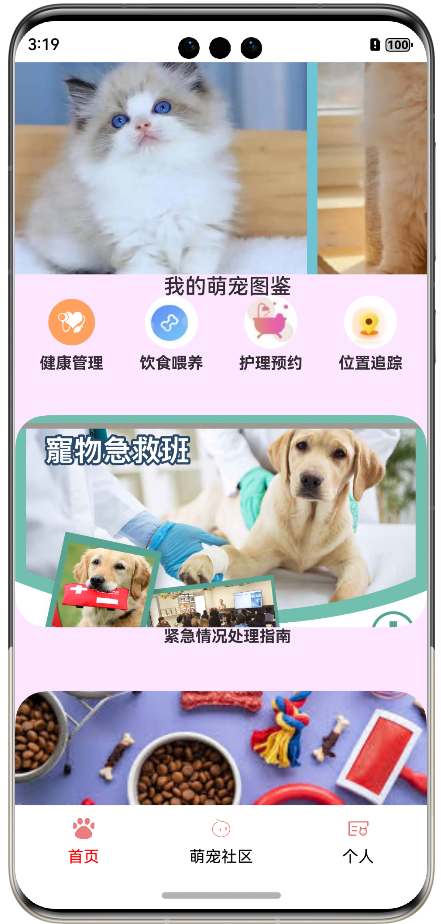 3:19
100
我的萌宠图鉴
健康管理
饮食喂养
护理预约
位置追踪
寵物急救班
紧急情况处理指南
首页
萌宠社区
个人